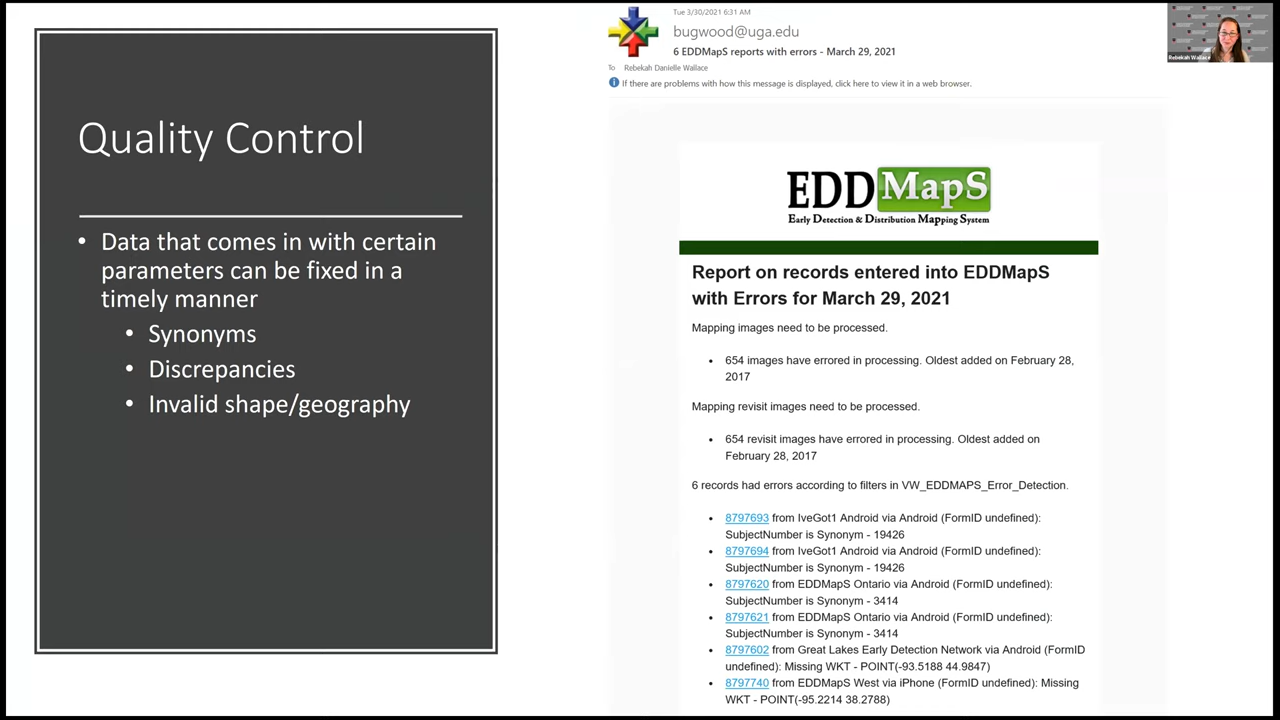 Quality Control
• Data that comes in with certain
parameters can be fixed in a
timely manner
• Synonyms
• Discrepancies
• Invalid shape/geography
Tue 3/30/2021 6:31 AM
bugwood@uga.edu
6 EDDMapS reports with errors - March 29, 2021
To Rebekah Danielle Wallace
If there are problems with how this message is displayed, click here to view it in a web browser.
EDDMapS
Early Detection & Distribution Mapping System
Report on records entered into EDDMapS
with Errors for March 29, 2021
Mapping images need to be processed.
• 654 images have errored in processing. Oldest added on February 28,
2017
Mapping revisit images need to be processed.
• 654 revisit images have errored in processing. Oldest added on
February 28, 2017
6 records had errors according to filters in VW_EDDMAPS_Error_Detection.
• 8797693 from IveGot1 Android via Android (FormID undefined):
SubjectNumber is Synonym - 19426
• 8797694 from IveGot1 Android via Android (FormID undefined):
SubjectNumber is Synonym - 19426
• 8797620 from EDDMapS Ontario via Android (FormID undefined):
SubjectNumber is Synonym - 3414
• 8797621 from EDDMapS Ontario via Android (FormID undefined):
SubjectNumber is Synonym - 3414
• 8797602 from Great Lakes Early Detection Network via Android (FormID
undefined): Missing WKT - POINT(-93.5188 44.9847)
• 8797740 from EDDMapS West via iPhone (FormID undefined): Missing
WKT - POINT(-95.2214 38.2788)
Rebekah Wallace